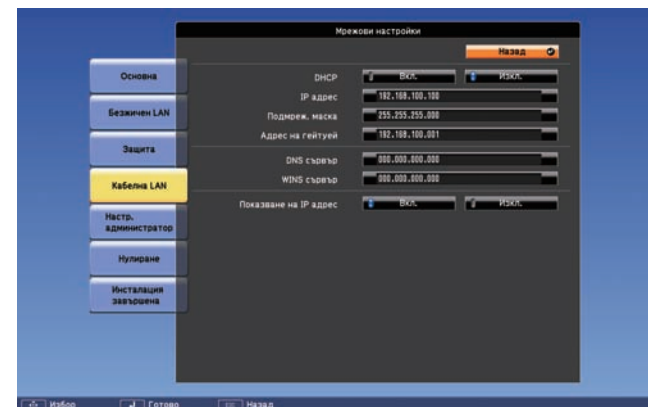 Мрежови настройки
Назад
Основна
Безжичен LAN
Защита
Кабелна LAN
Настр.
администратор
Нулиране
Инсталация
завършена
DHCP Вкл. Изкл.
IP адрес 192.168.100.100
Подмреж. маска 255.255.255.000
Адрес на гейтуей 192.168.100.001
DNS сървър 000.000.000.000
WINS сървър 000.000.000.000
Показване на IP адрес Вкл. Изкл.
Избор Готово Назад